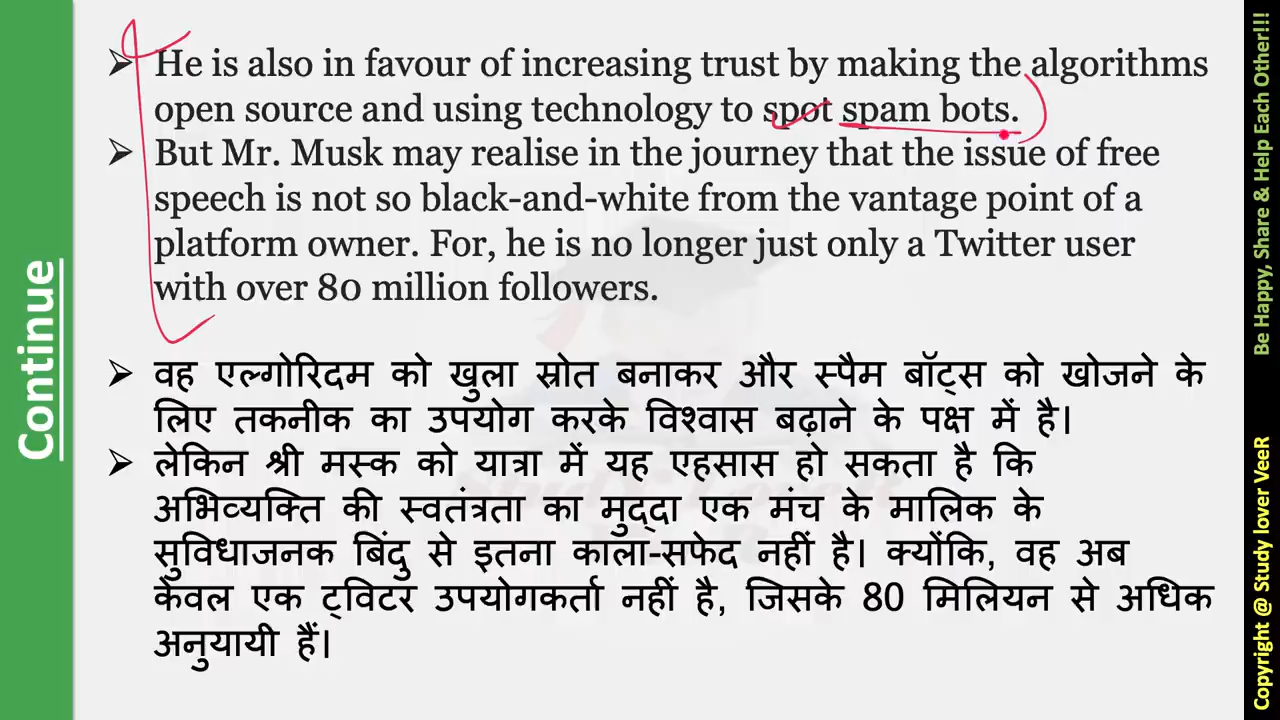 Continue
➢ He is also in favour of increasing trust by making the algorithms
open source and using technology to spot spam bots.
➢ But Mr. Musk may realise in the journey that the issue of free
speech is not so black-and-white from the vantage point of a
platform owner. For, he is no longer just only a Twitter user
with over 80 million followers.
➢ वह एल्गोरिदम को खुला स्रोत बनाकर और स्पैम बॉट्स को खोजने के
लिए तकनीक का उपयोग करके विश्वास बढ़ाने के पक्ष में है।
➢ लेकिन श्री मस्क को यात्रा में यह एहसास हो सकता है कि
अभिव्यक्ति की स्वतंत्रता का मुद्दा एक मंच के मालिक के
सुविधाजनक बिंदु से इतना काला-सफेद नहीं है। क्योंकि, वह अब
केवल एक ट्विटर उपयोगकर्ता नहीं है, जिसके 80 मिलियन से अधिक
अनुयायी हैं।
Copyright @ Study lover VeeR
Be Happy, Share & Help Each Other!!!